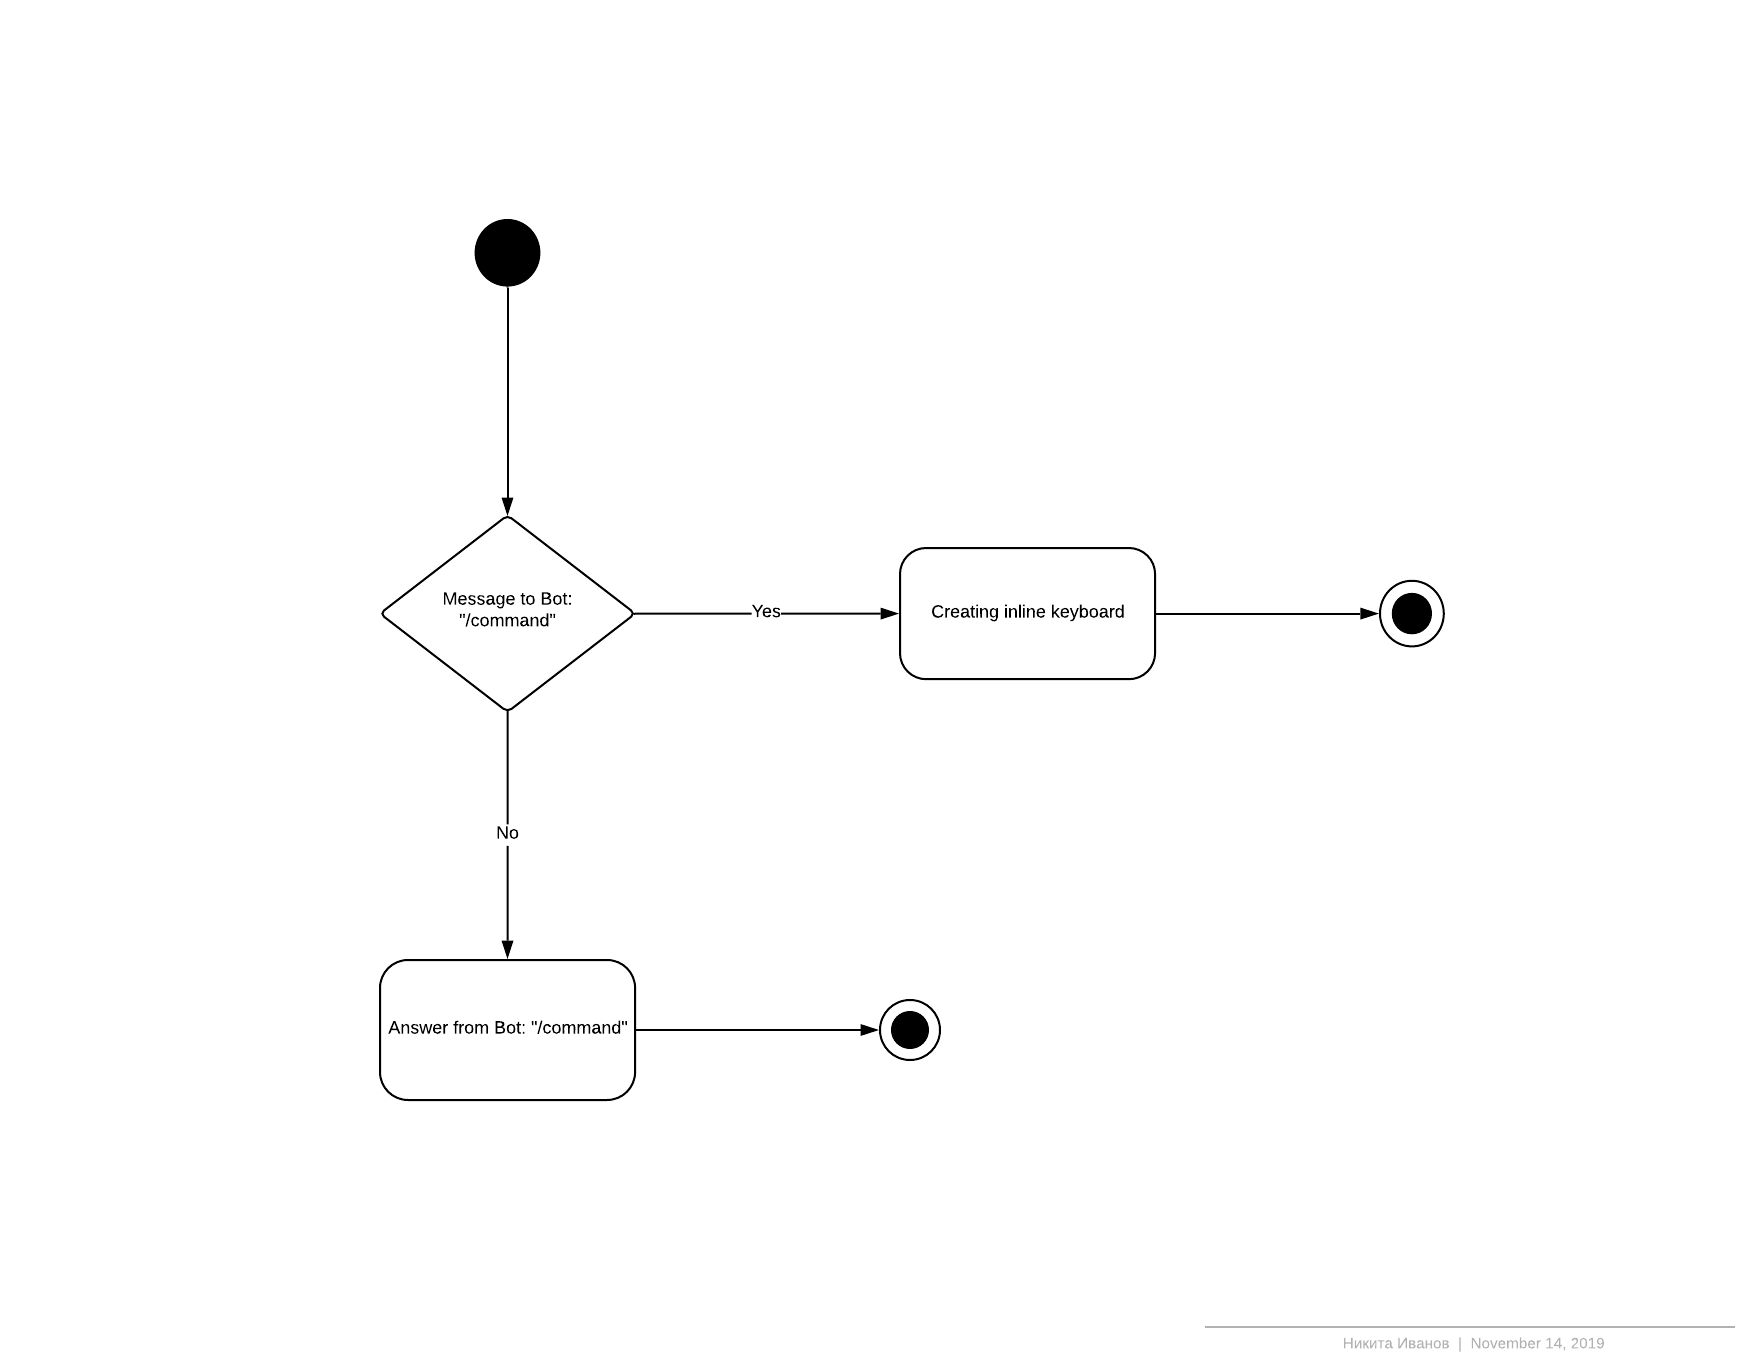 Message to Bot:
"/command"
Yes
Creating inline keyboard
No
Answer from Bot: "/command"
Никита Иванов | November 14, 2019